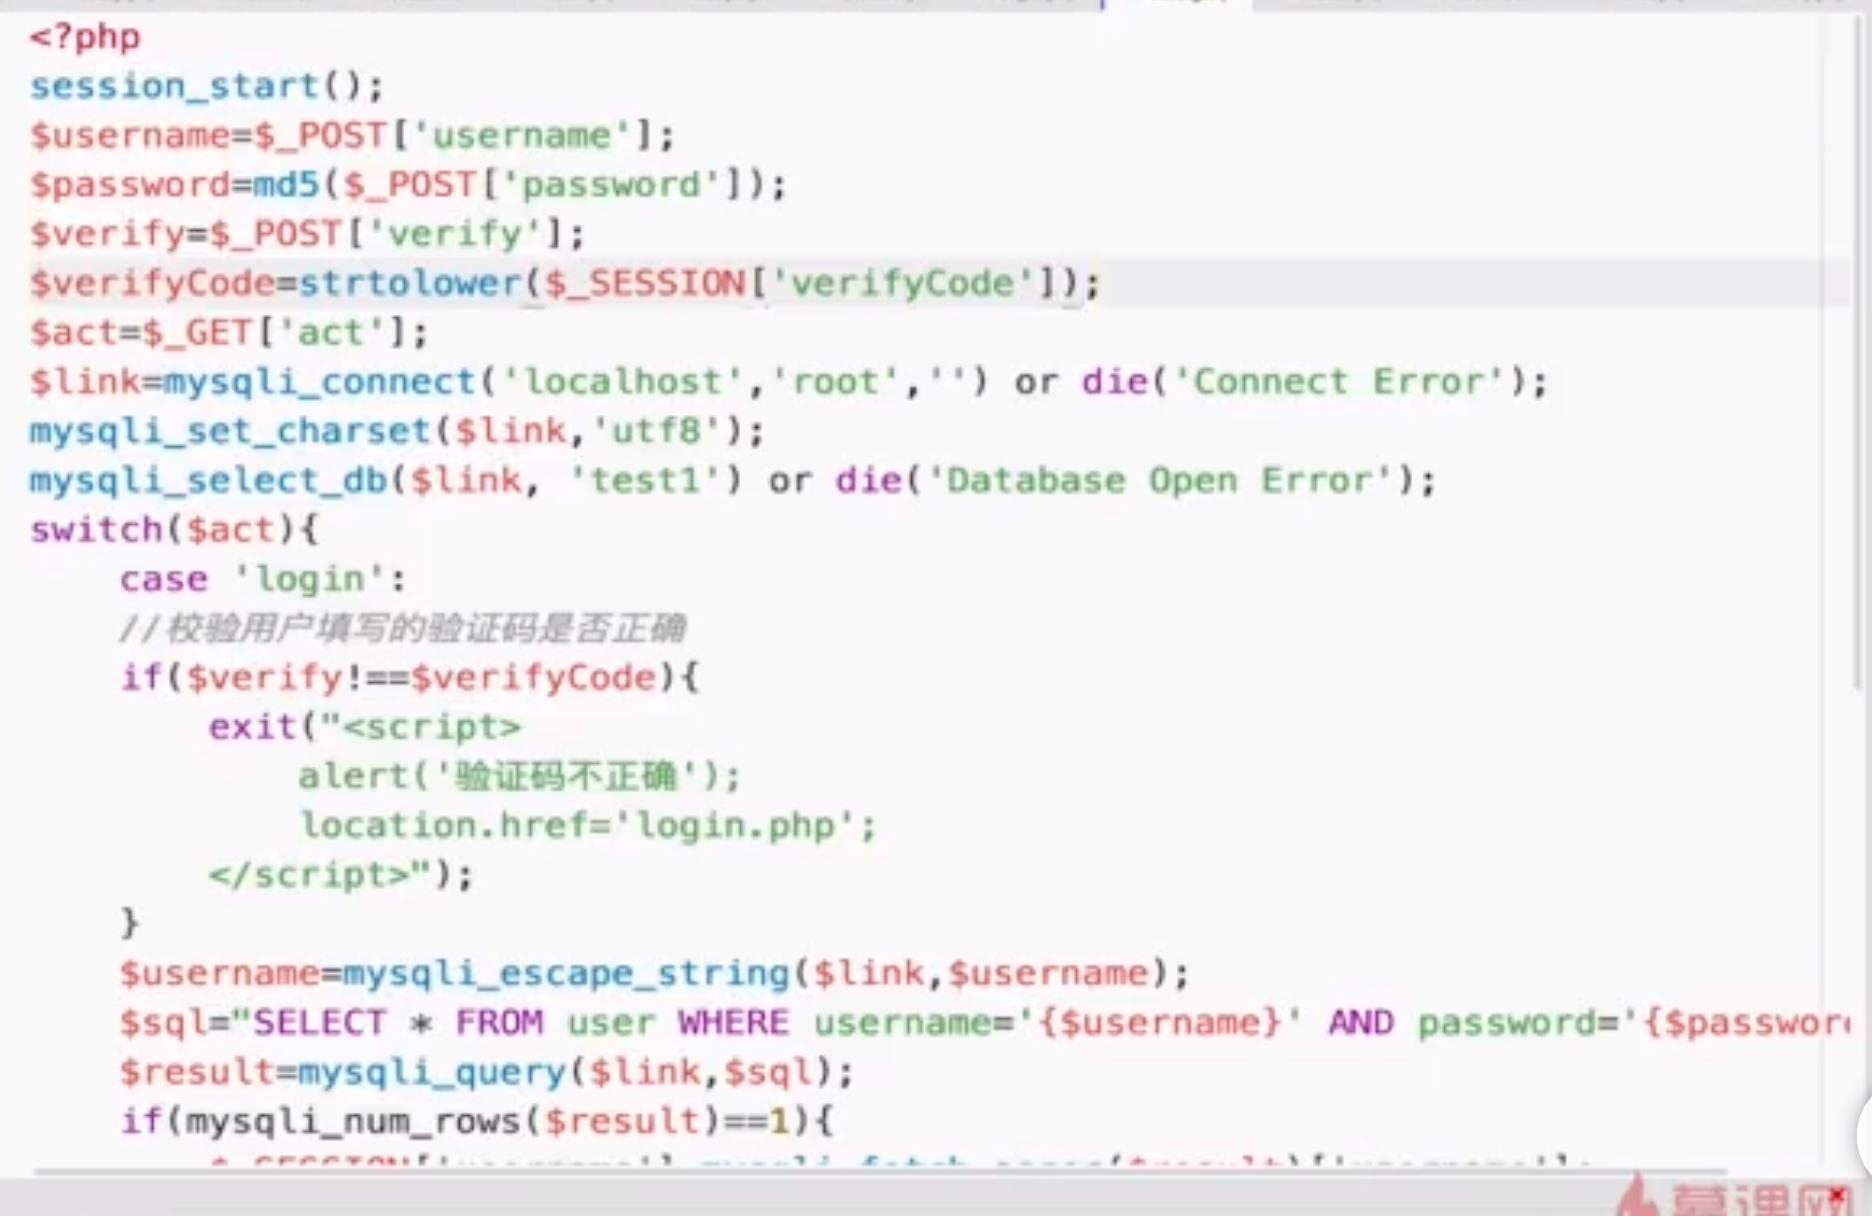 <?php
session_start();
$username=$_POST['username'];
$password=md5($_POST['password']);
$verify=$_POST['verify'];
$verifyCode=strtolower($_SESSION['verifyCode']);
$act=$_GET['act'];
$link=mysqli_connect('localhost','root','') or die('Connect Error');
mysqli_set_charset($link,'utf8');
mysqli_select_db($link, 'test1') or die('Database Open Error');
switch($act){
case 'login':
//校验用户填写的验证码是否正确
if($verify!==$verifyCode){
exit("<script>
alert('验证码不正确');
location.href='login.php';
</script>");
}
$username=mysqli_escape_string($link,$username);
$sql="SELECT * FROM user WHERE username='{$username}' AND password='{$passwor
$result=mysqli_query($link,$sql);
if(mysqli_num_rows($result)==1){
慕课网